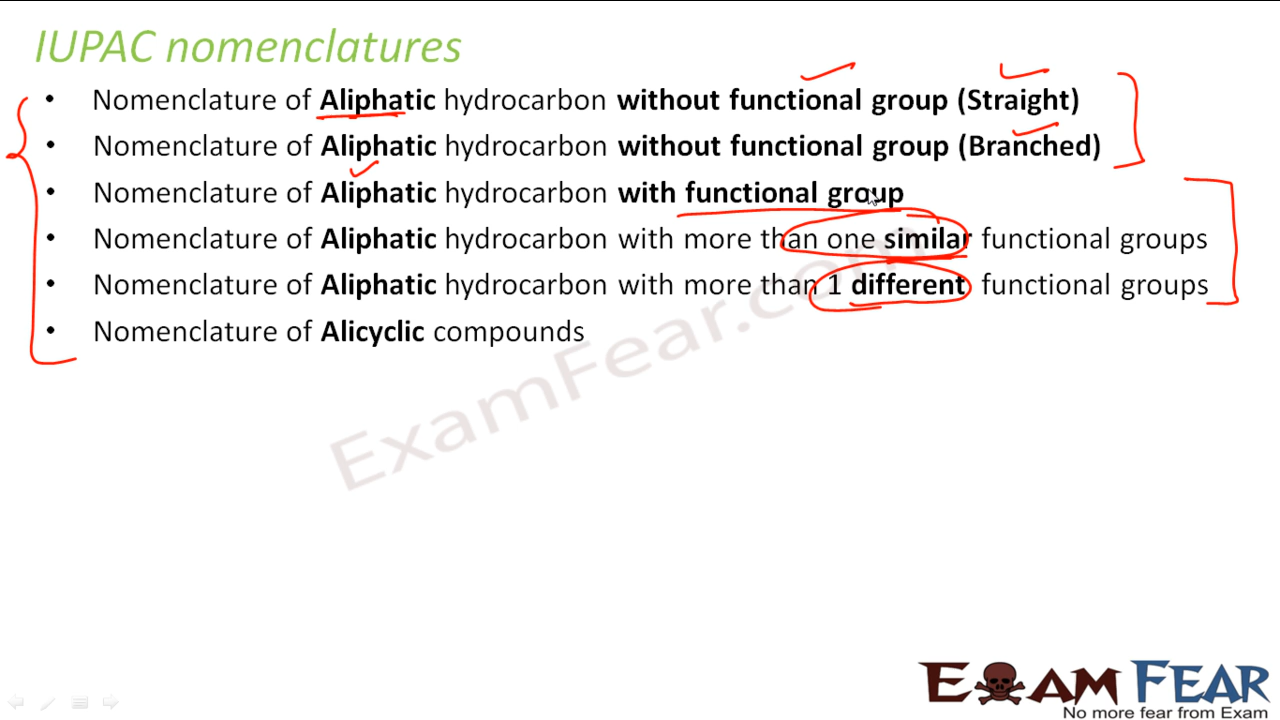 IUPAC nomenclatures
• Nomenclature of Aliphatic hydrocarbon without functional group (Straight)
• Nomenclature of Aliphatic hydrocarbon without functional group (Branched)
• Nomenclature of Aliphatic hydrocarbon with functional group
• Nomenclature of Aliphatic hydrocarbon with more than one similar functional groups
• Nomenclature of Aliphatic hydrocarbon with more than 1 different functional groups
• Nomenclature of Alicyclic compounds
ExamFear.com
EXAM FEAR
No more fear from Exam